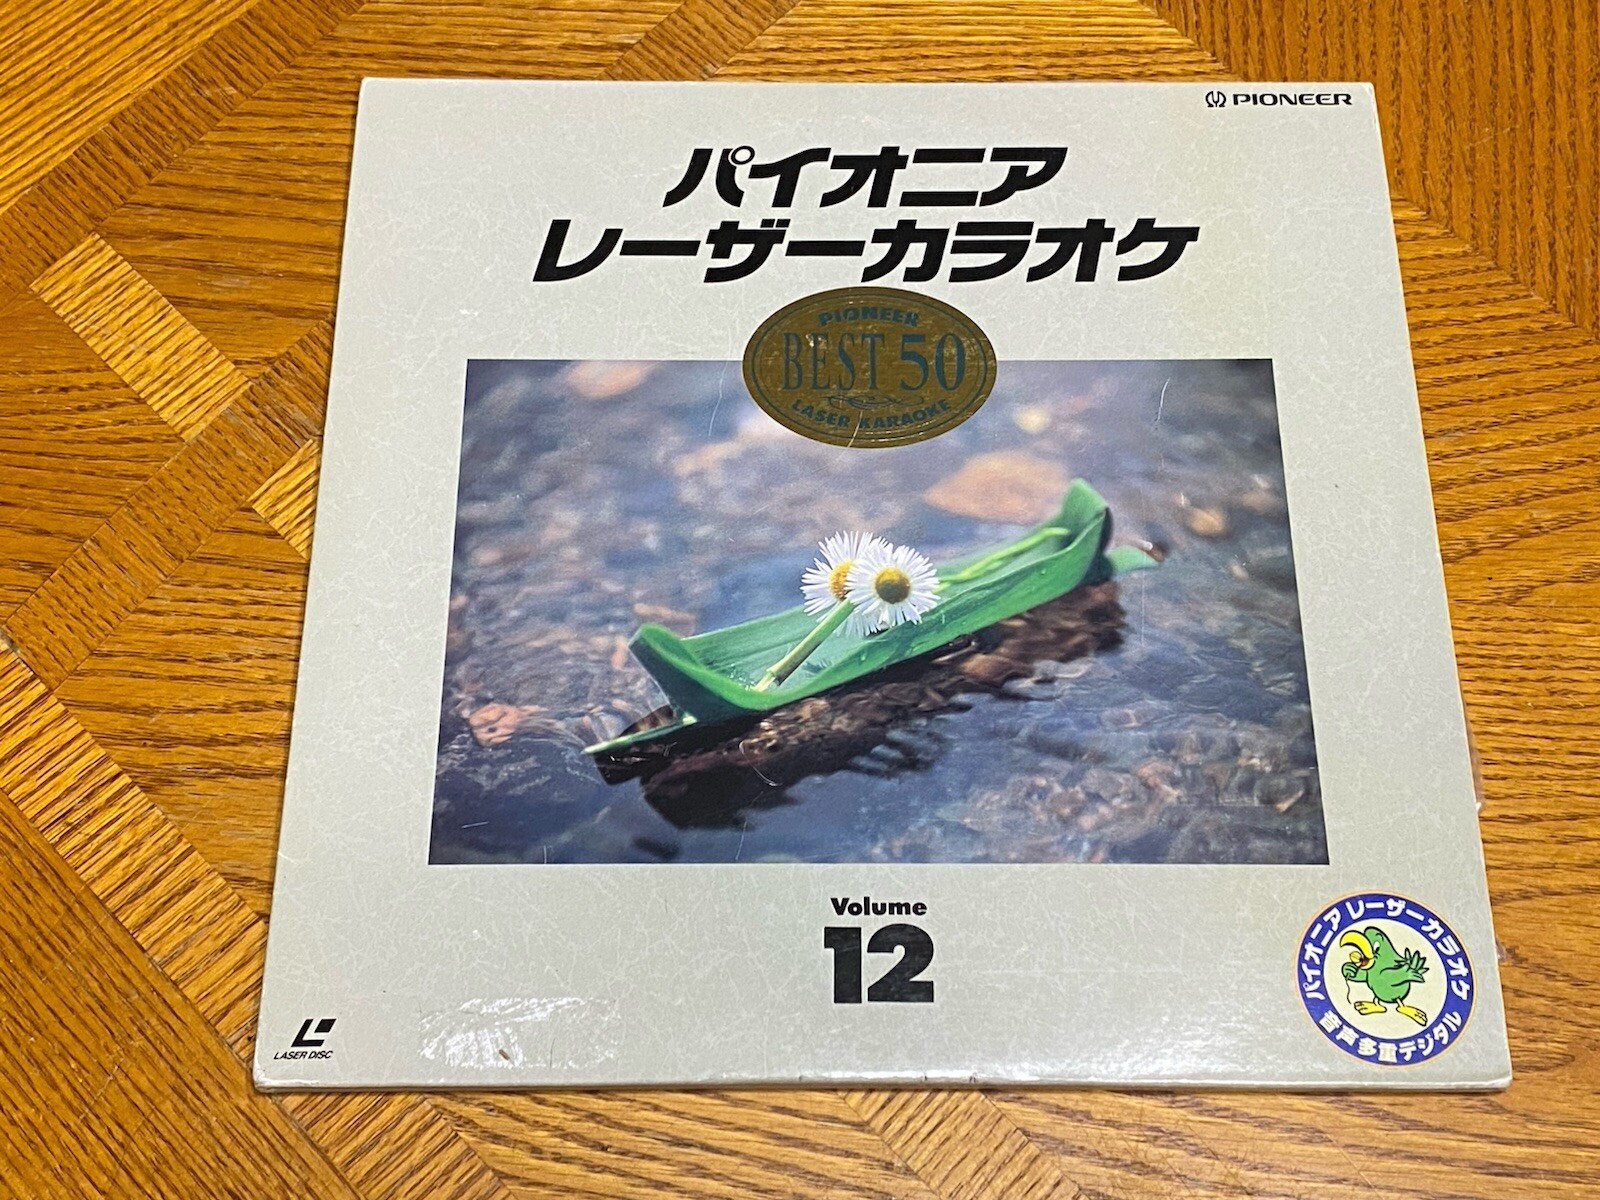 PIONEER
パイオニア
レーザーカラオケ
PIONEER
BEST 50
LASER KARAOKE
Volume
12
パイオニアレーザーカラオケ
音声多重デジタル
LASER DISC